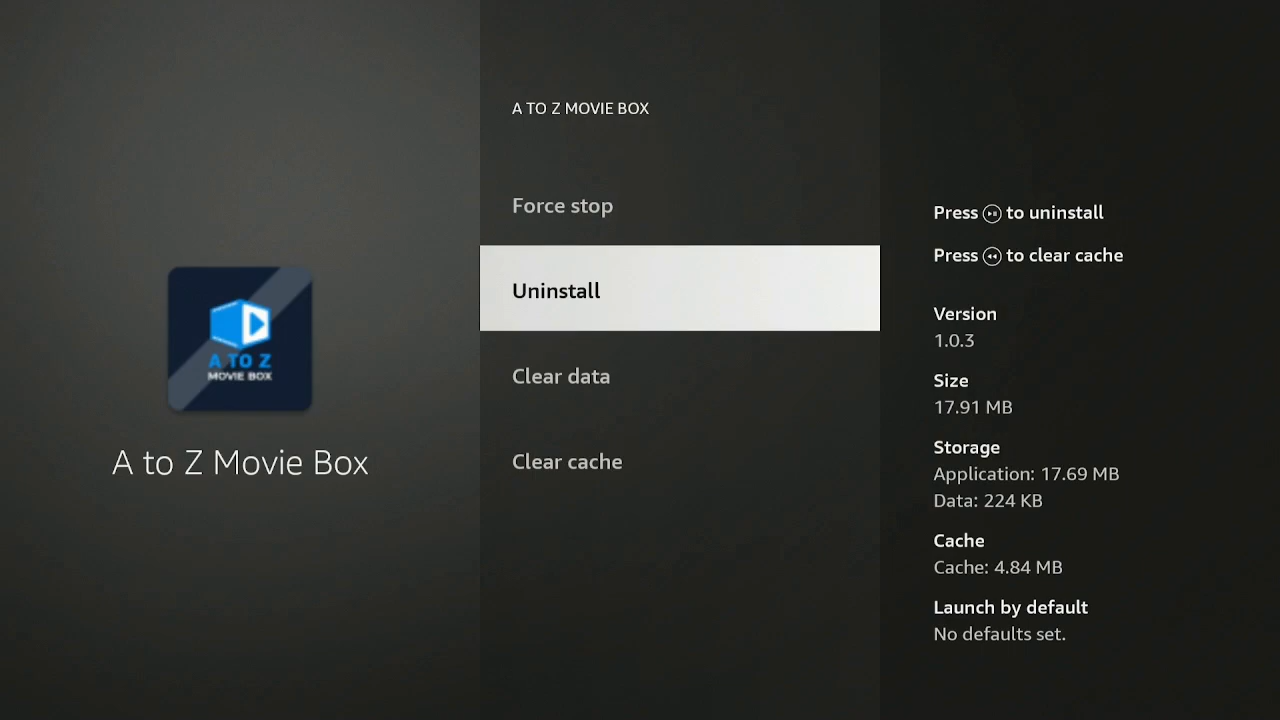 A TO Z
MOVIE BOX
A to Z Movie Box
A TO Z MOVIE BOX
Force stop
Uninstall
Clear data
Clear cache
Press to uninstall
Press to clear cache
Version
1.0.3
Size
17.91 MB
Storage
Application: 17.69 MB
Data: 224 KB
Cache
Cache: 4.84 MB
Launch by default
No defaults set.